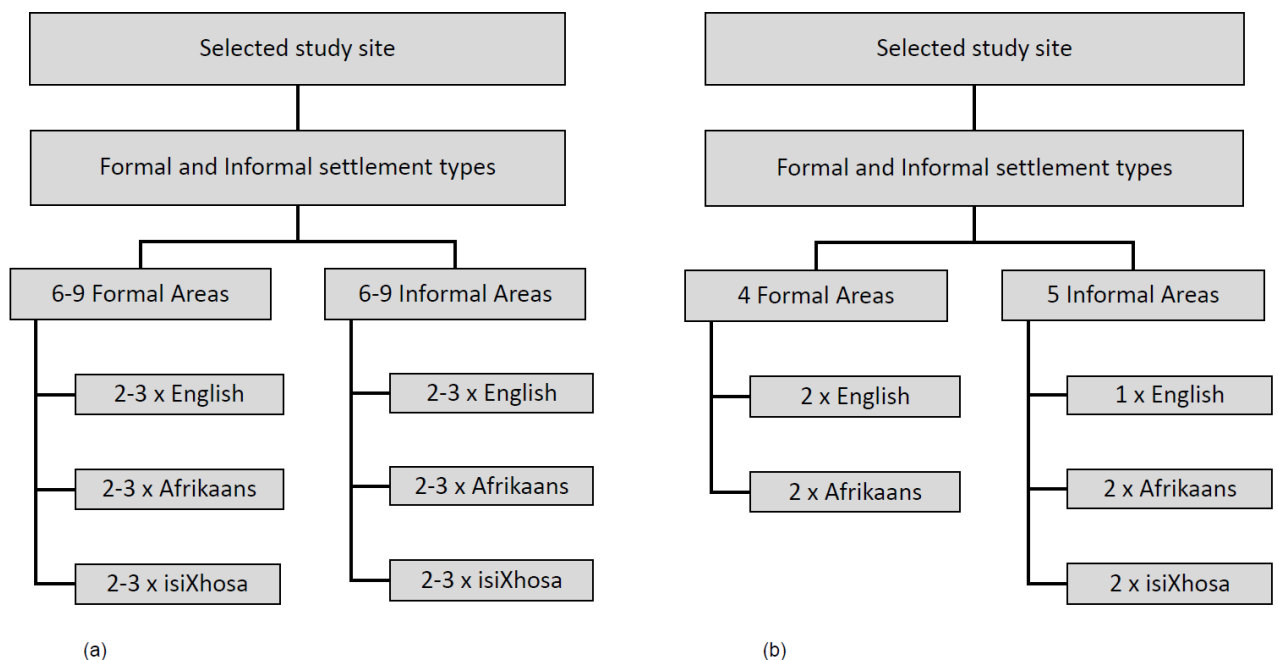 Selected study site
Formal and Informal settlement types
6-9 Formal Areas
2-3 x English
2-3 x Afrikaans
2-3 x isiXhosa
6-9 Informal Areas
2-3 x English
2-3 x Afrikaans
2-3 x isiXhosa
(a)
Selected study site
Formal and Informal settlement types
4 Formal Areas
2 x English
2 x Afrikaans
5 Informal Areas
1 x English
2 x Afrikaans
2 x isiXhosa
(b)